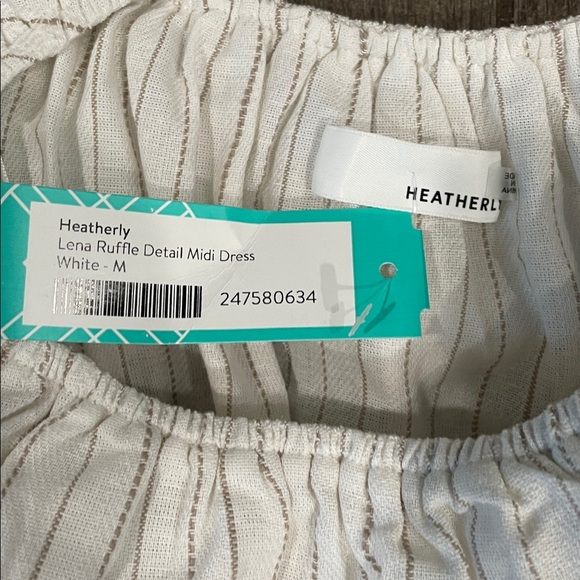 HEATHERLY
Heatherly
Lena Ruffle Detail Midi Dress
White - M
247580634